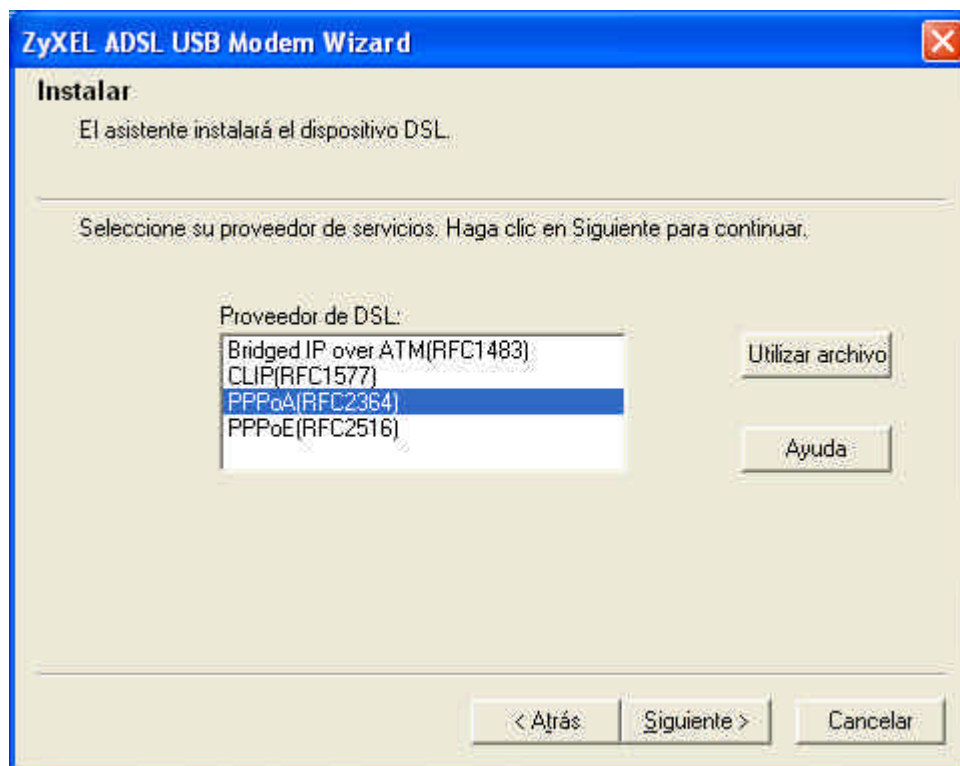 ZyXEL ADSL USB Modem Wizard
Instalar
El asistente instalará el dispositivo DSL.
Seleccione su proveedor de servicios. Haga clic en Siguiente para continuar.
Proveedor de DSL:
Bridged IP over ATM(RFC1483)
CLIP(RFC1577)
PPPoA(RFC2364)
PPPoE(RFC2516)
Utilizar archivo
Ayuda
< Atrás
Siguiente >
Cancelar